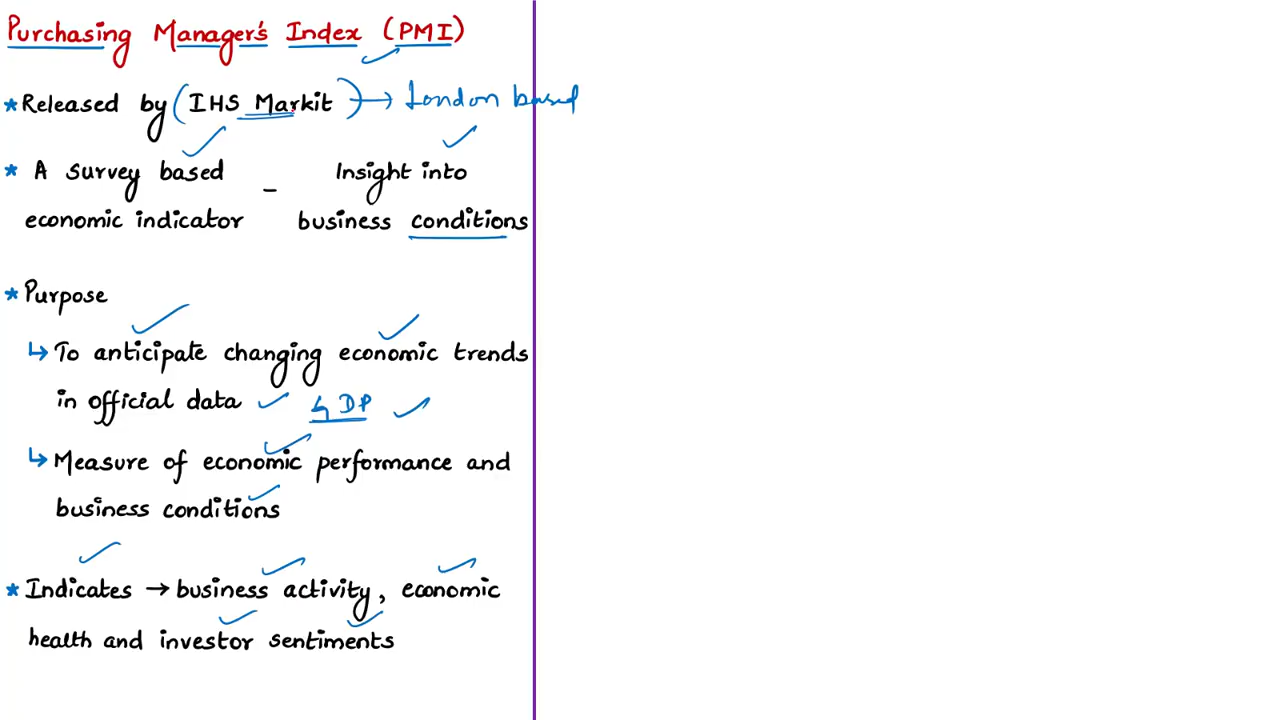 Purchasing Manager's Index (PMI)
* Released by (IHS Markit) → London based
* A survey based economic indicator - Insight into business conditions
* Purpose
↳ To anticipate changing economic trends
in official data GDP
↳ Measure of economic performance and
business conditions
* Indicates → business activity, economic
health and investor sentiments